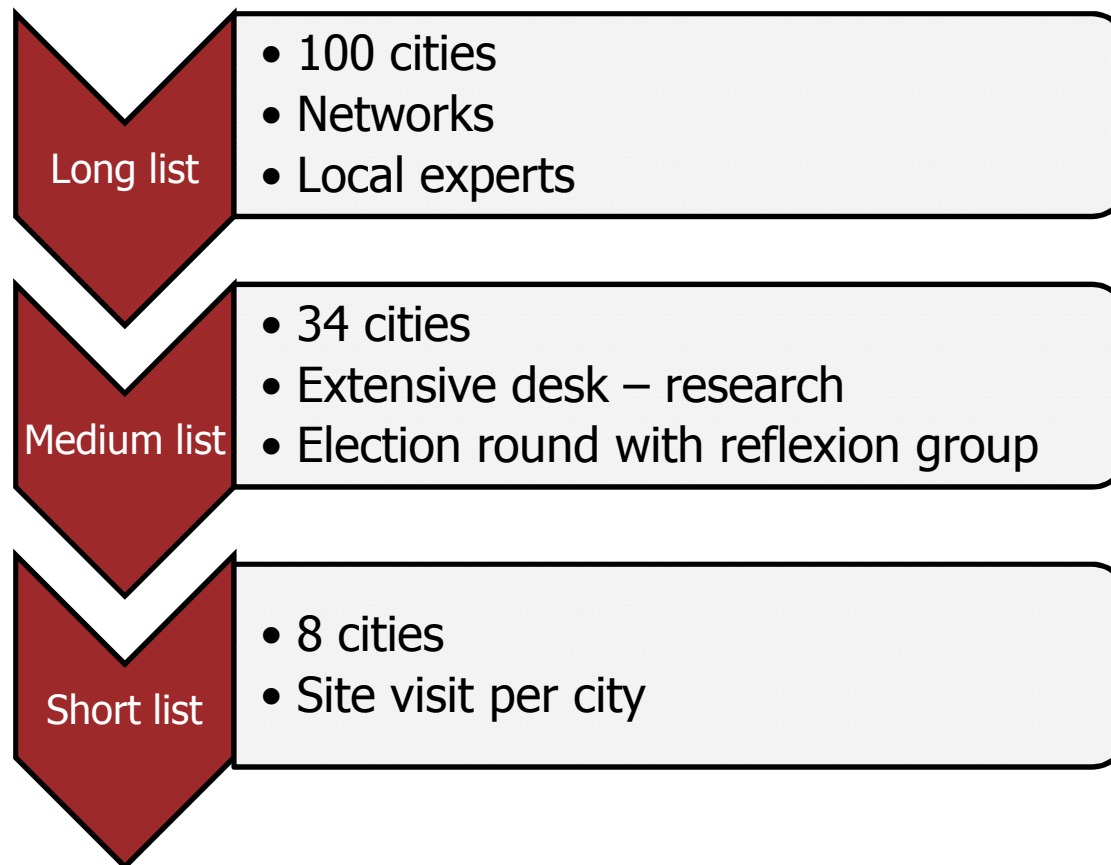 Long list
• 100 cities
• Networks
• Local experts
Medium list
• 34 cities
• Extensive desk – research
• Election round with reflexion group
Short list
• 8 cities
• Site visit per city